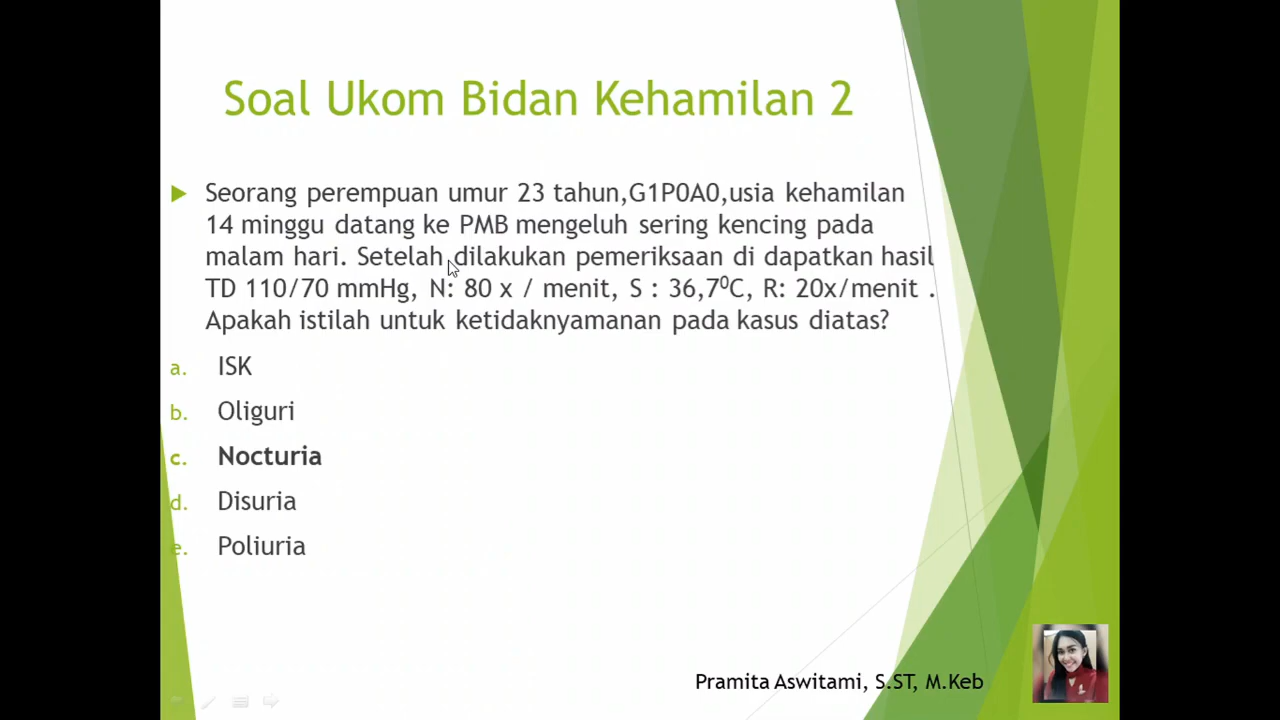 Soal Ukom Bidan Kehamilan 2
Seorang perempuan umur 23 tahun,G1P0A0,usia kehamilan
14 minggu datang ke PMB mengeluh sering kencing pada
malam hari. Setelah dilakukan pemeriksaan di dapatkan hasil
TD 110/70 mmHg, N: 80 x / menit, S : 36,7⁰C, R: 20x/menit .
Apakah istilah untuk ketidaknyamanan pada kasus diatas?
a. ISK
b. Oliguri
c. Nocturia
d. Disuria
e. Poliuria
Pramita Aswitami, S.ST, M.Keb